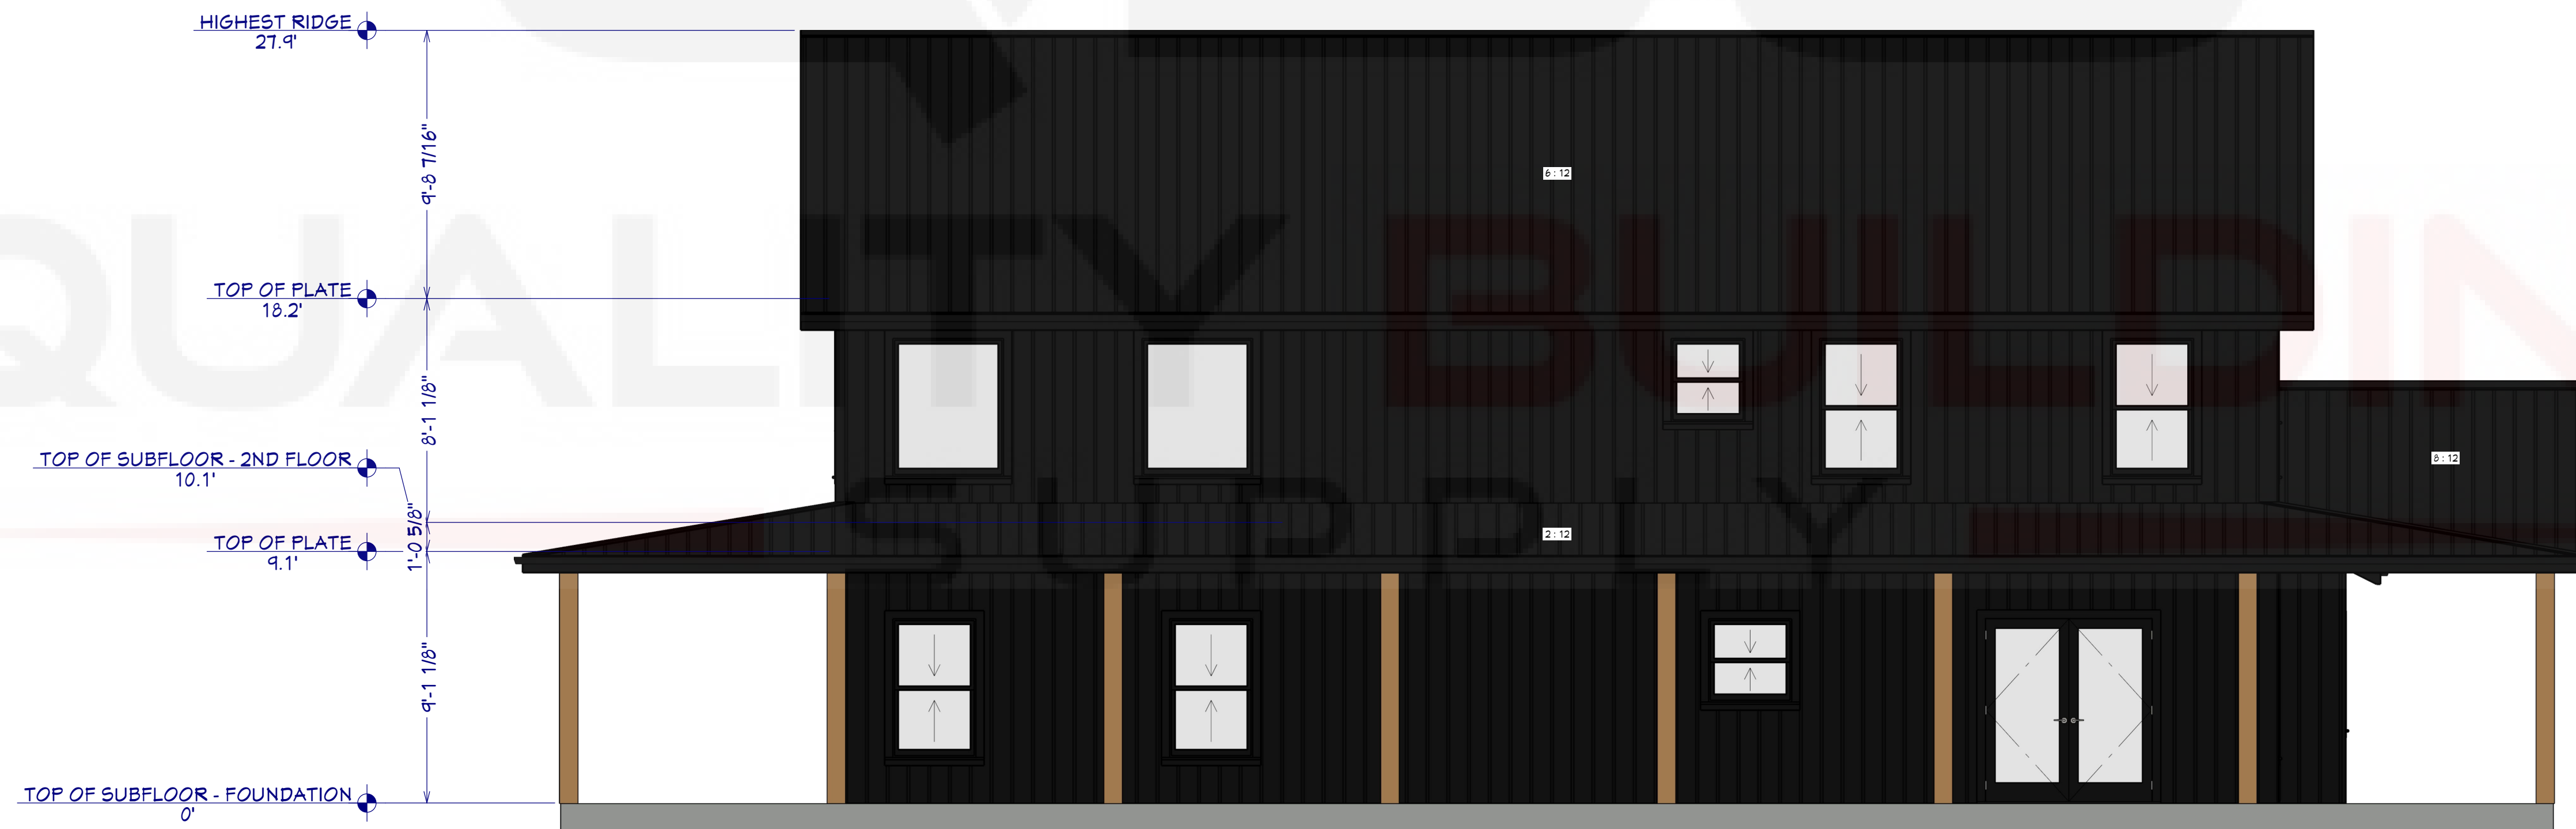 HIGHEST RIDGE
27.9'
9'-8 7/16"
6 : 12
TOP OF PLATE
18.2'
8'-1 1/8"
QUALITY BUILDIN
TOP OF SUBFLOOR - 2ND FLOOR
10.1'
8 : 12
SUPPLY
1'-0 5/8"
2 : 12
TOP OF PLATE
9.1'
9'-1 1/8"
TOP OF SUBFLOOR - FOUNDATION
0'